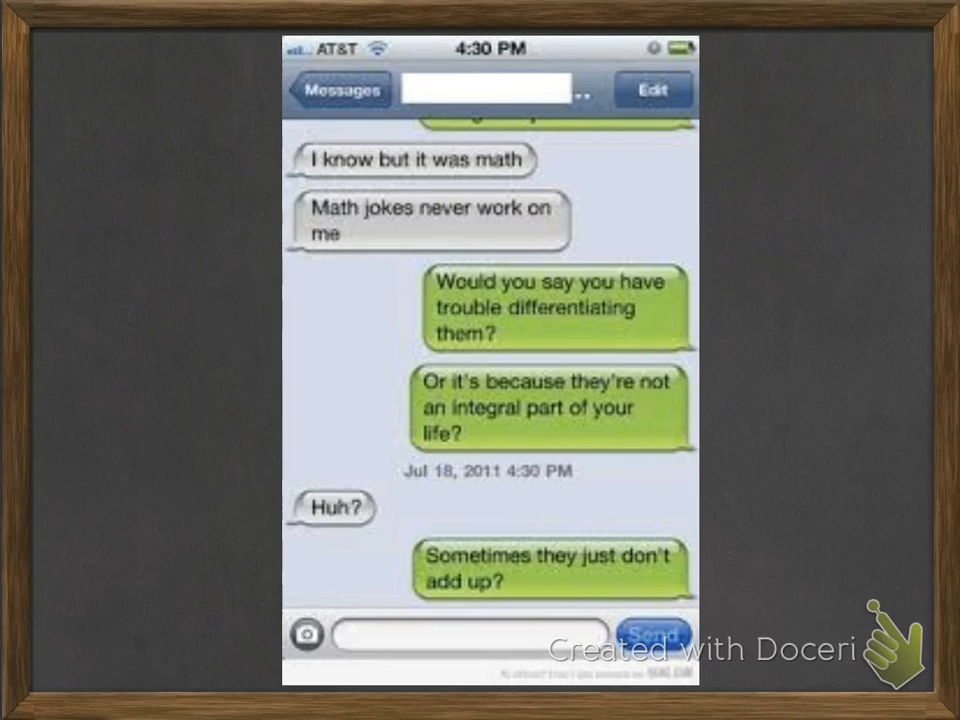 AT&T 4:30 PM
Messages .. Edit
I know but it was math
Math jokes never work on
me
Would you say you have
trouble differentiating
them?
Or it's because they're not
an integral part of your
life?
Jul 18, 2011 4:30 PM
Huh?
Sometimes they just don't
add up?
Send
Created with Doceri